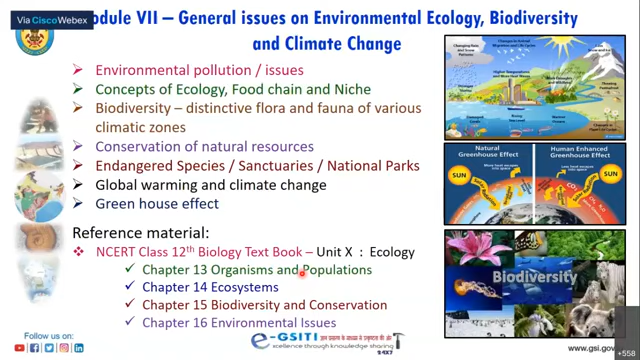 Via Cisco Webex
odule VII – General issues on Environmental Ecology, Biodiversity
and Climate Change
Environmental pollution / issues
Concepts of Ecology, Food chain and Niche
Biodiversity – distinctive flora and fauna of various
climatic zones
Conservation of natural resources
Endangered Species / Sanctuaries / National Parks
Global warming and climate change
Green house effect
Reference material:
NCERT Class 12th Biology Text Book – Unit X : Ecology
Chapter 13 Organisms and Populations
Chapter 14 Ecosystems
Chapter 15 Biodiversity and Conservation
Chapter 16 Environmental Issues
Natural
Greenhouse Effect
Human Enhanced
Greenhouse Effect
SUN
SUN
Biodiversity
Follow us on:
e-GSITI
excellence through knowledge sharing
24X7
www.gsi.gov
+558